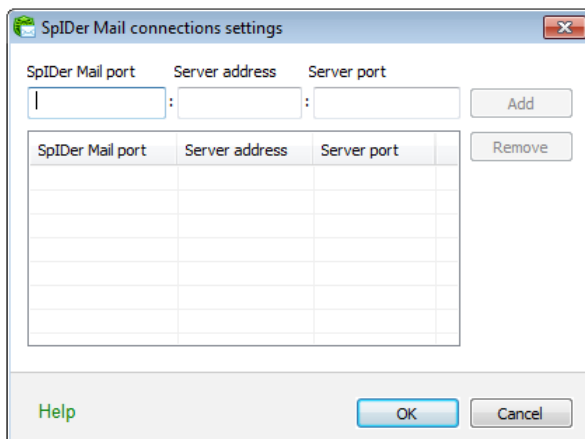 SpIDer Mail connections settings
SpIDer Mail port Server address Server port
: : Add
SpIDer Mail port Server address Server port Remove
Help OK Cancel